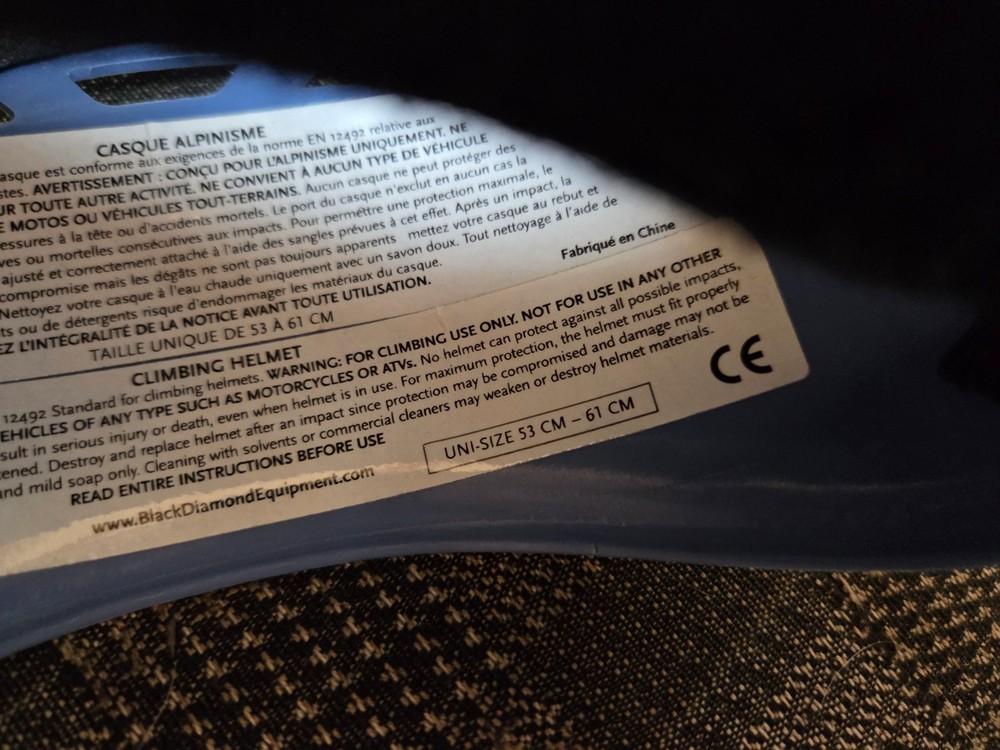 CASQUE ALPINISME
asque est conforme aux exigences de la norme EN 12492 relative aux
stes. AVERTISSEMENT : CONÇU POUR L'ALPINISME UNIQUEMENT. NE
UR TOUTE AUTRE ACTIVITÉ. NE CONVIENT À AUCUN TYPE DE VÉHICULE
E MOTOS OU VÉHICULES TOUT-TERRAINS. Aucun casque ne peut protéger des
essures à la tête ou d'accidents mortels. Le port du casque n'exclut en aucun cas la
ves ou mortelles consécutives aux impacts. Pour permettre une protection maximale, le
ajusté et correctement attaché à l'aide des sangles prévues à cet effet. Après un impact, la
compromise mais les dégâts ne sont pas toujours apparents mettez votre casque au rebut et
Nettoyez votre casque à l'eau chaude uniquement avec un savon doux. Tout nettoyage à l'aide de
ts ou de détergents risque d'endommager les matériaux du casque.
EZ L'INTÉGRALITÉ DE LA NOTICE AVANT TOUTE UTILISATION.
Fabriqué en Chine
TAILLE UNIQUE DE 53 À 61 CM
CLIMBING HELMET
12492 Standard for climbing helmets. WARNING: FOR CLIMBING USE ONLY. NOT FOR USE IN ANY OTHER
EHICLES OF ANY TYPE SUCH AS MOTORCYCLES OR ATVs. No helmet can protect against all possible impacts,
sult in serious injury or death, even when helmet is in use. For maximum protection, the helmet must fit properly
ened. Destroy and replace helmet after an impact since protection may be compromised and damage may not be
and mild soap only. Cleaning with solvents or commercial cleaners may weaken or destroy helmet materials.
READ ENTIRE INSTRUCTIONS BEFORE USE
UNI-SIZE 53 CM – 61 CM
CE
www.BlackDiamondEquipment.com